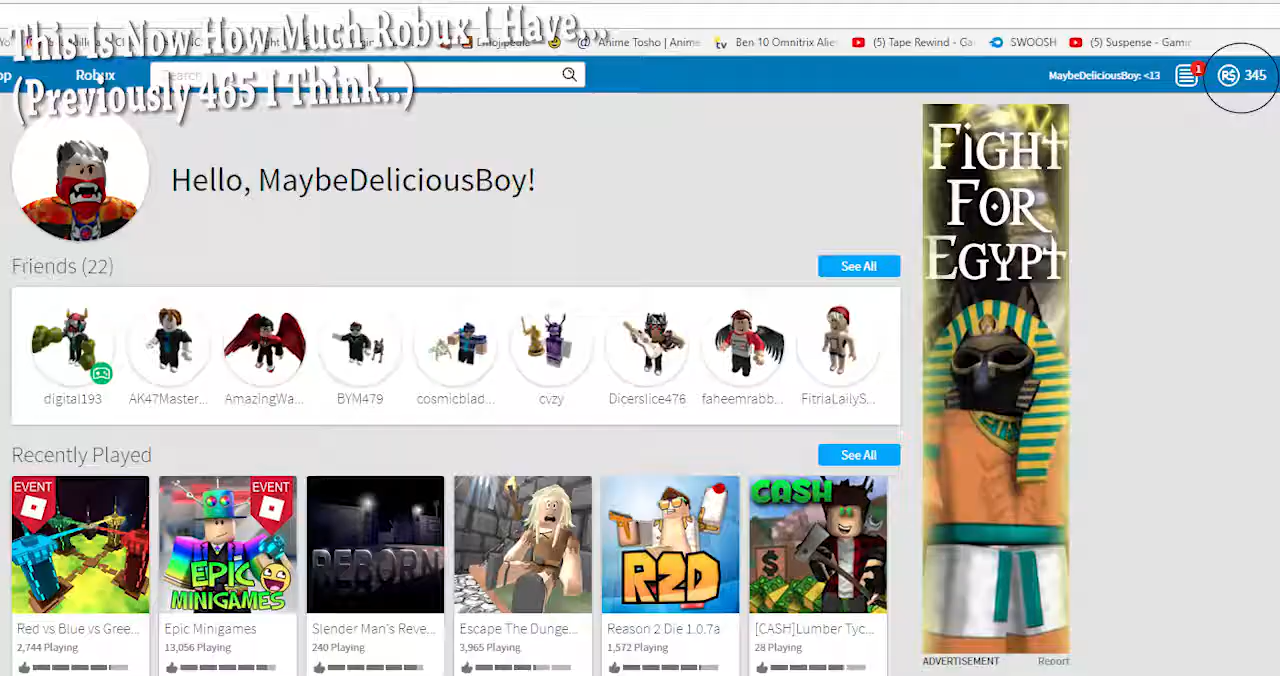 This Is Now How Much Robux I Have...
(Previously 465 I Think..)
Emojipedia
Anime Tosho | Anime
tv Ben 10 Omnitrix Alie
(5) Tape Rewind - Ga
SWOOSH
(5) Suspense - Gamin
op
Robux
Search
MaybeDeliciousBoy: <13
1
R$ 345
Hello, MaybeDeliciousBoy!
Friends (22)
See All
digital193
AK47Master...
AmazingWa...
BYM479
cosmicblad...
cvzy
Dicerslice476
faheemrabb...
FitriaLailyS...
Recently Played
See All
EVENT
EPIC MINIGAMES
EVENT
REBORN
R2D
CASH
Red vs Blue vs Gree...
2,744 Playing
Epic Minigames
13,056 Playing
Slender Man's Reve...
240 Playing
Escape The Dunge...
3,965 Playing
Reason 2 Die 1.0.7a
1,572 Playing
[CASH]Lumber Tyc...
28 Playing
FIGHT
FOR
EGYPT
ADVERTISEMENT
Report